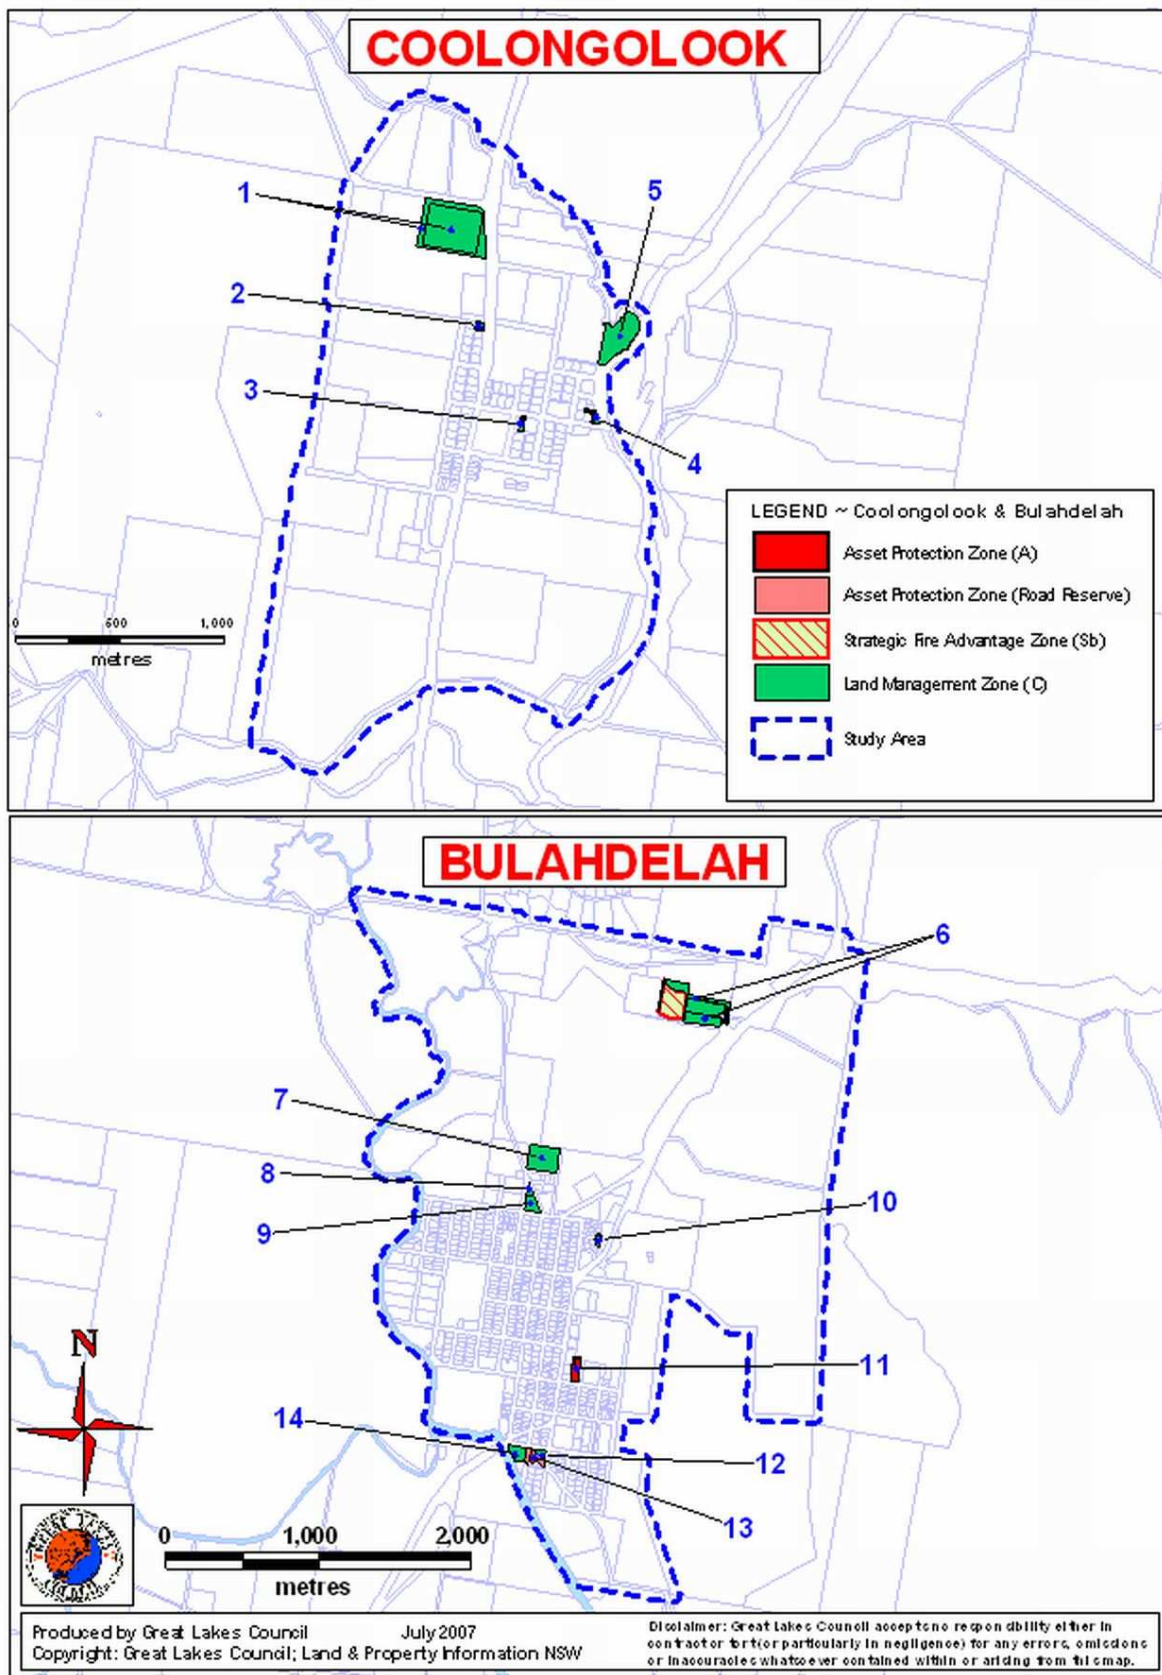 COOLONGOLOOK
1
5
2
3
4
LEGEND ~ Coolongolook & Bulahdelah
Asset Protection Zone (A)
Asset Protection Zone (Road Reserve)
Strategic Fire Advantage Zone (Sb)
Land Management Zone (C)
Study Area
0 500 1,000
metres
BULAHDELAH
6
7
8
9
10
11
14
12
13
N
GREAT LAKES
COUNCIL
0 1,000 2,000
metres
Produced by Great Lakes Council July 2007
Copyright: Great Lakes Council; Land & Property Information NSW
Disclaimer: Great Lakes Council accepts no responsibility either in
contract or tort (or particularly in negligence) for any errors, omissions
or inaccuracies whatsoever contained within or arising from this map.